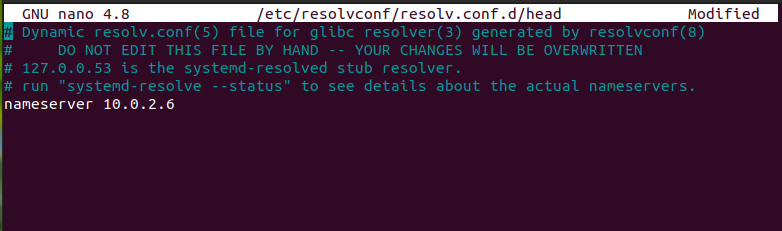 GNU nano 4.8 /etc/resolvconf/resolv.conf.d/head Modified
# Dynamic resolv.conf(5) file for glibc resolver(3) generated by resolvconf(8)
# DO NOT EDIT THIS FILE BY HAND -- YOUR CHANGES WILL BE OVERWRITTEN
# 127.0.0.53 is the systemd-resolved stub resolver.
# run "systemd-resolve --status" to see details about the actual nameservers.
nameserver 10.0.2.6